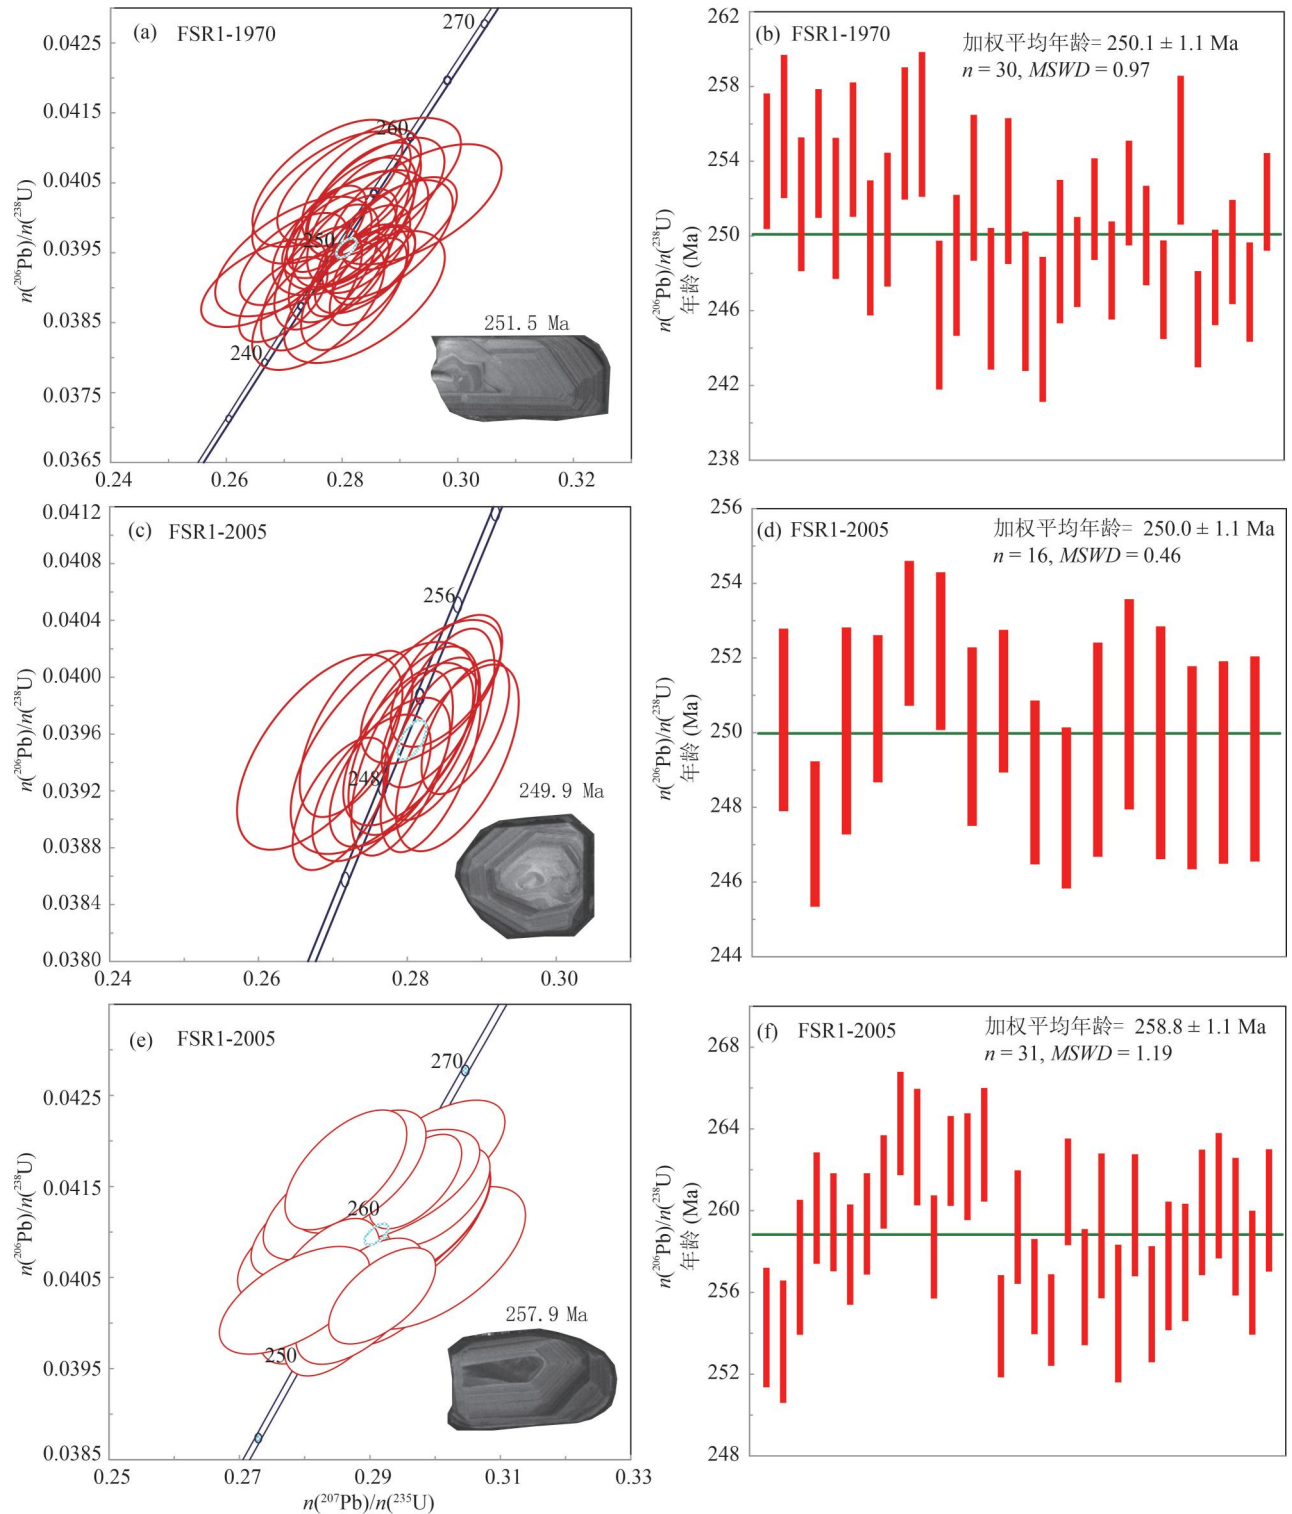 (a) FSR1-1970
n(²⁰⁶Pb)/n(²³⁸U)
0.0425
0.0415
0.0405
0.0395
0.0385
0.0375
0.0365
0.24
0.26
0.28
0.30
0.32
270
260
250
240
251.5 Ma
(b) FSR1-1970
加权平均年龄= 250.1 ± 1.1 Ma
n = 30, MSWD = 0.97
n(²⁰⁶Pb)/n(²³⁸U)
年龄 (Ma)
262
258
254
250
246
242
238
(c) FSR1-2005
n(²⁰⁶Pb)/n(²³⁸U)
0.0412
0.0408
0.0404
0.0400
0.0396
0.0392
0.0388
0.0384
0.0380
0.24
0.26
0.28
0.30
256
248
249.9 Ma
(d) FSR1-2005
加权平均年龄= 250.0 ± 1.1 Ma
n = 16, MSWD = 0.46
n(²⁰⁶Pb)/n(²³⁸U)
年龄 (Ma)
256
254
252
250
248
246
244
(e) FSR1-2005
n(²⁰⁶Pb)/n(²³⁸U)
0.0425
0.0415
0.0405
0.0395
0.0385
0.25
0.27
0.29
0.31
0.33
n(²⁰⁷Pb)/n(²³⁵U)
270
260
250
257.9 Ma
(f) FSR1-2005
加权平均年龄= 258.8 ± 1.1 Ma
n = 31, MSWD = 1.19
n(²⁰⁶Pb)/n(²³⁸U)
年龄 (Ma)
268
264
260
256
252
248